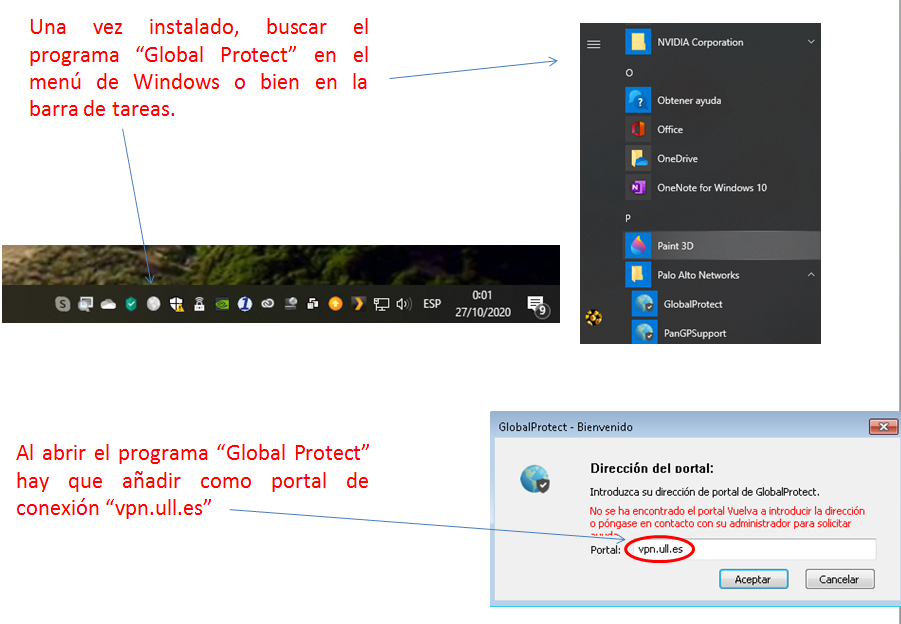 Una vez instalado, buscar el
programa “Global Protect” en el
menú de Windows o bien en la
barra de tareas.
NVIDIA Corporation
O
Obtener ayuda
Office
OneDrive
OneNote for Windows 10
P
Paint 3D
Palo Alto Networks
GlobalProtect
PanGPSupport
S
ESP
0:01
27/10/2020
9
Al abrir el programa “Global Protect”
hay que añadir como portal de
conexión “vpn.ull.es”
GlobalProtect - Bienvenido
Dirección del portal:
Introduzca su dirección de portal de GlobalProtect.
No se ha encontrado el portal Vuelva a introducir la dirección
o póngase en contacto con su administrador para solicitar
Portal: vpn.ull.es
Aceptar Cancelar